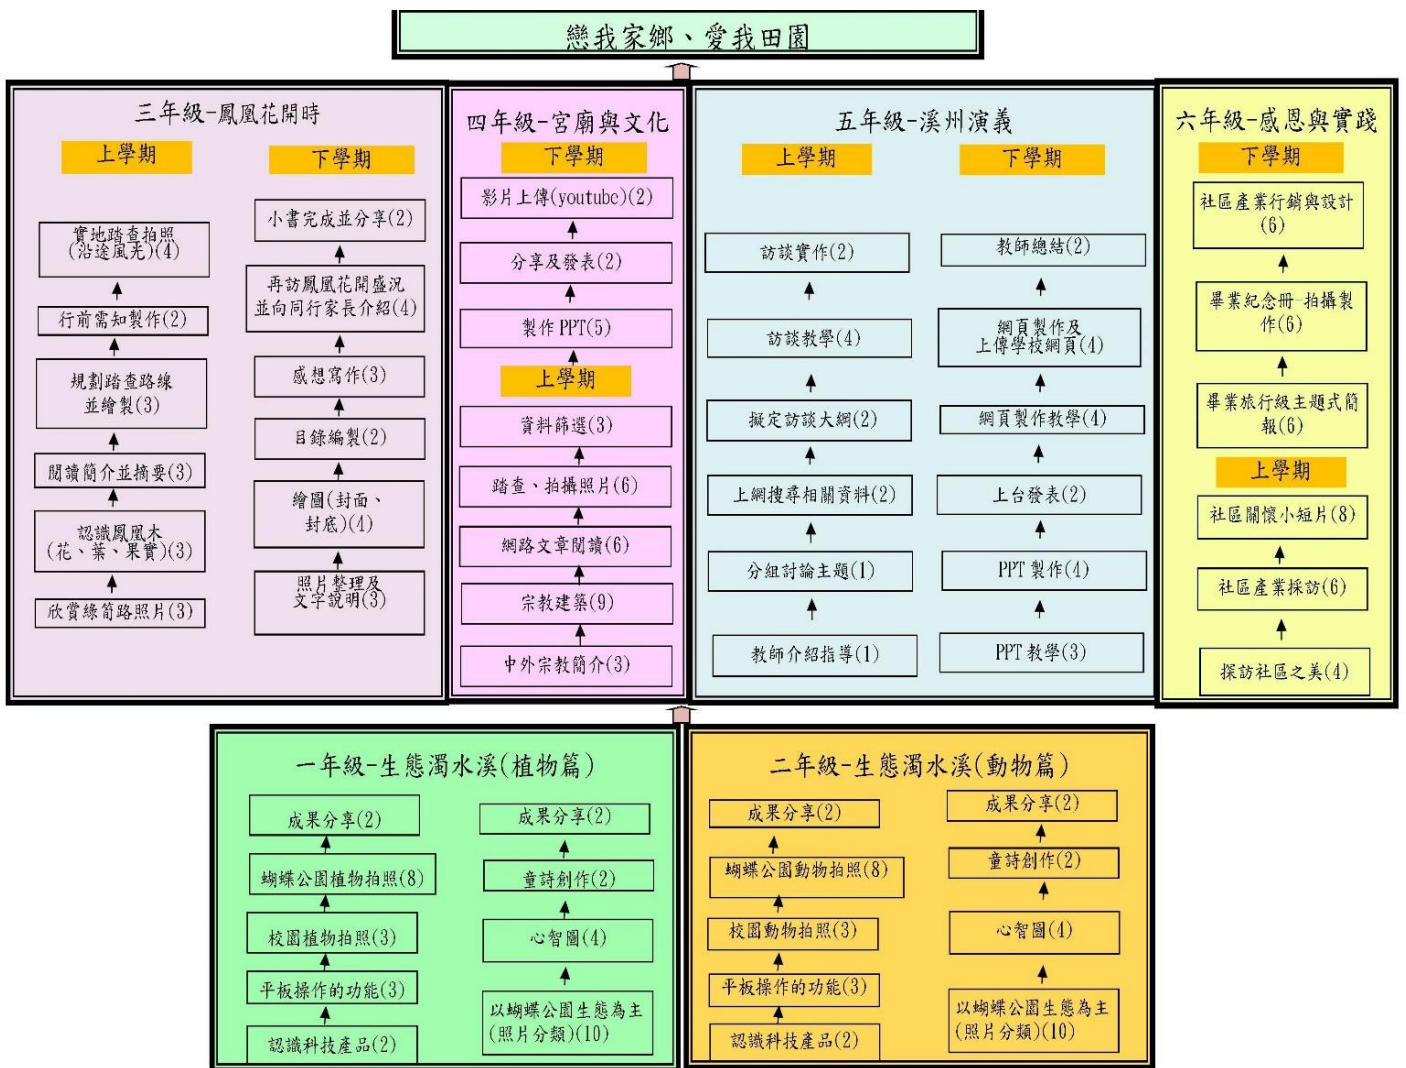 戀我家鄉、愛我田園
三年級-鳳凰花開時
上學期
實地踏查拍照
(沿途風光)(4)
行前需知製作(2)
規劃踏查路線
並繪製(3)
閱讀簡介並摘要(3)
認識鳳凰木
(花、葉、果實)(3)
欣賞綠筒路照片(3)
下學期
小書完成並分享(2)
再訪鳳凰花開盛況
並向同行家長介紹(4)
感想寫作(3)
目錄編製(2)
繪圖(封面、
封底)(4)
照片整理及
文字說明(3)
四年級-宮廟與文化
下學期
影片上傳(youtube)(2)
分享及發表(2)
製作 PPT(5)
上學期
資料篩選(3)
踏查、拍攝照片(6)
網路文章閱讀(6)
宗教建築(9)
中外宗教簡介(3)
五年級-溪州演義
上學期
訪談實作(2)
訪談教學(4)
擬定訪談大綱(2)
上網搜尋相關資料(2)
分組討論主題(1)
教師介紹指導(1)
下學期
教師總結(2)
網頁製作及
上傳學校網頁(4)
網頁製作教學(4)
上台發表(2)
PPT 製作(4)
PPT 教學(3)
六年級-感恩與實踐
下學期
社區產業行銷與設計
(6)
畢業紀念冊-拍攝製
作(6)
畢業旅行級主題式簡
報(6)
上學期
社區關懷小短片(8)
社區產業採訪(6)
探訪社區之美(4)
一年級-生態濁水溪(植物篇)
成果分享(2)
蝴蝶公園植物拍照(8)
校園植物拍照(3)
平板操作的功能(3)
認識科技產品(2)
成果分享(2)
童詩創作(2)
心智圖(4)
以蝴蝶公園生態為主
(照片分類)(10)
二年級-生態濁水溪(動物篇)
成果分享(2)
蝴蝶公園動物拍照(8)
校園動物拍照(3)
平板操作的功能(3)
認識科技產品(2)
成果分享(2)
童詩創作(2)
心智圖(4)
以蝴蝶公園生態為主
(照片分類)(10)